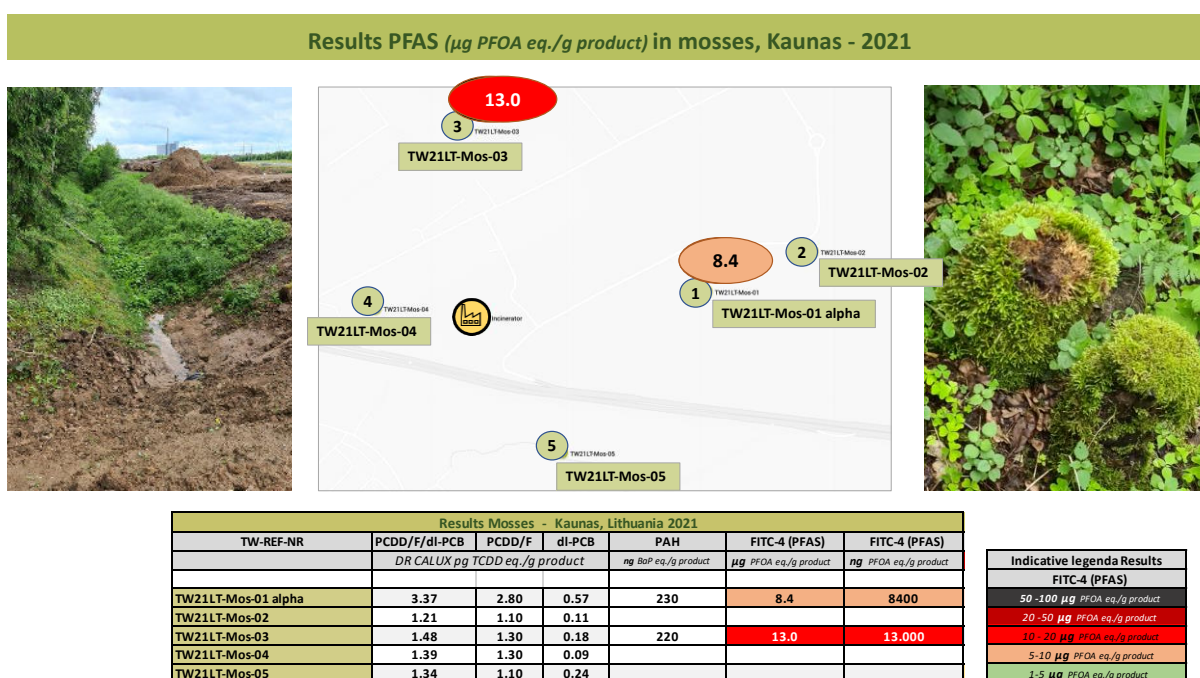 Results PFAS (µg PFOA eq./g product) in mosses, Kaunas - 2021
13.0
3 TW21LT-Mos-03
TW21LT-Mos-03
8.4
2 TW21LT-Mos-02
TW21LT-Mos-02
1 TW21LT-Mos-01
TW21LT-Mos-01 alpha
4 TW21LT-Mos-04
TW21LT-Mos-04
Incinerator
5 TW21LT-Mos-05
TW21LT-Mos-05
Results Mosses - Kaunas, Lithuania 2021
TW-REF-NR PCDD/F/dl-PCB PCDD/F dl-PCB PAH FITC-4 (PFAS) FITC-4 (PFAS)
DR CALUX pg TCDD eq./g product ng BaP eq./g product µg PFOA eq./g product ng PFOA eq./g product
TW21LT-Mos-01 alpha 3.37 2.80 0.57 230 8.4 8400
TW21LT-Mos-02 1.21 1.10 0.11
TW21LT-Mos-03 1.48 1.30 0.18 220 13.0 13.000
TW21LT-Mos-04 1.39 1.30 0.09
TW21LT-Mos-05 1.34 1.10 0.24
Indicative legenda Results
FITC-4 (PFAS)
50 -100 µg PFOA eq./g product
20 -50 µg PFOA eq./g product
10 - 20 µg PFOA eq./g product
5-10 µg PFOA eq./g product
1-5 µg PFOA eq./g product